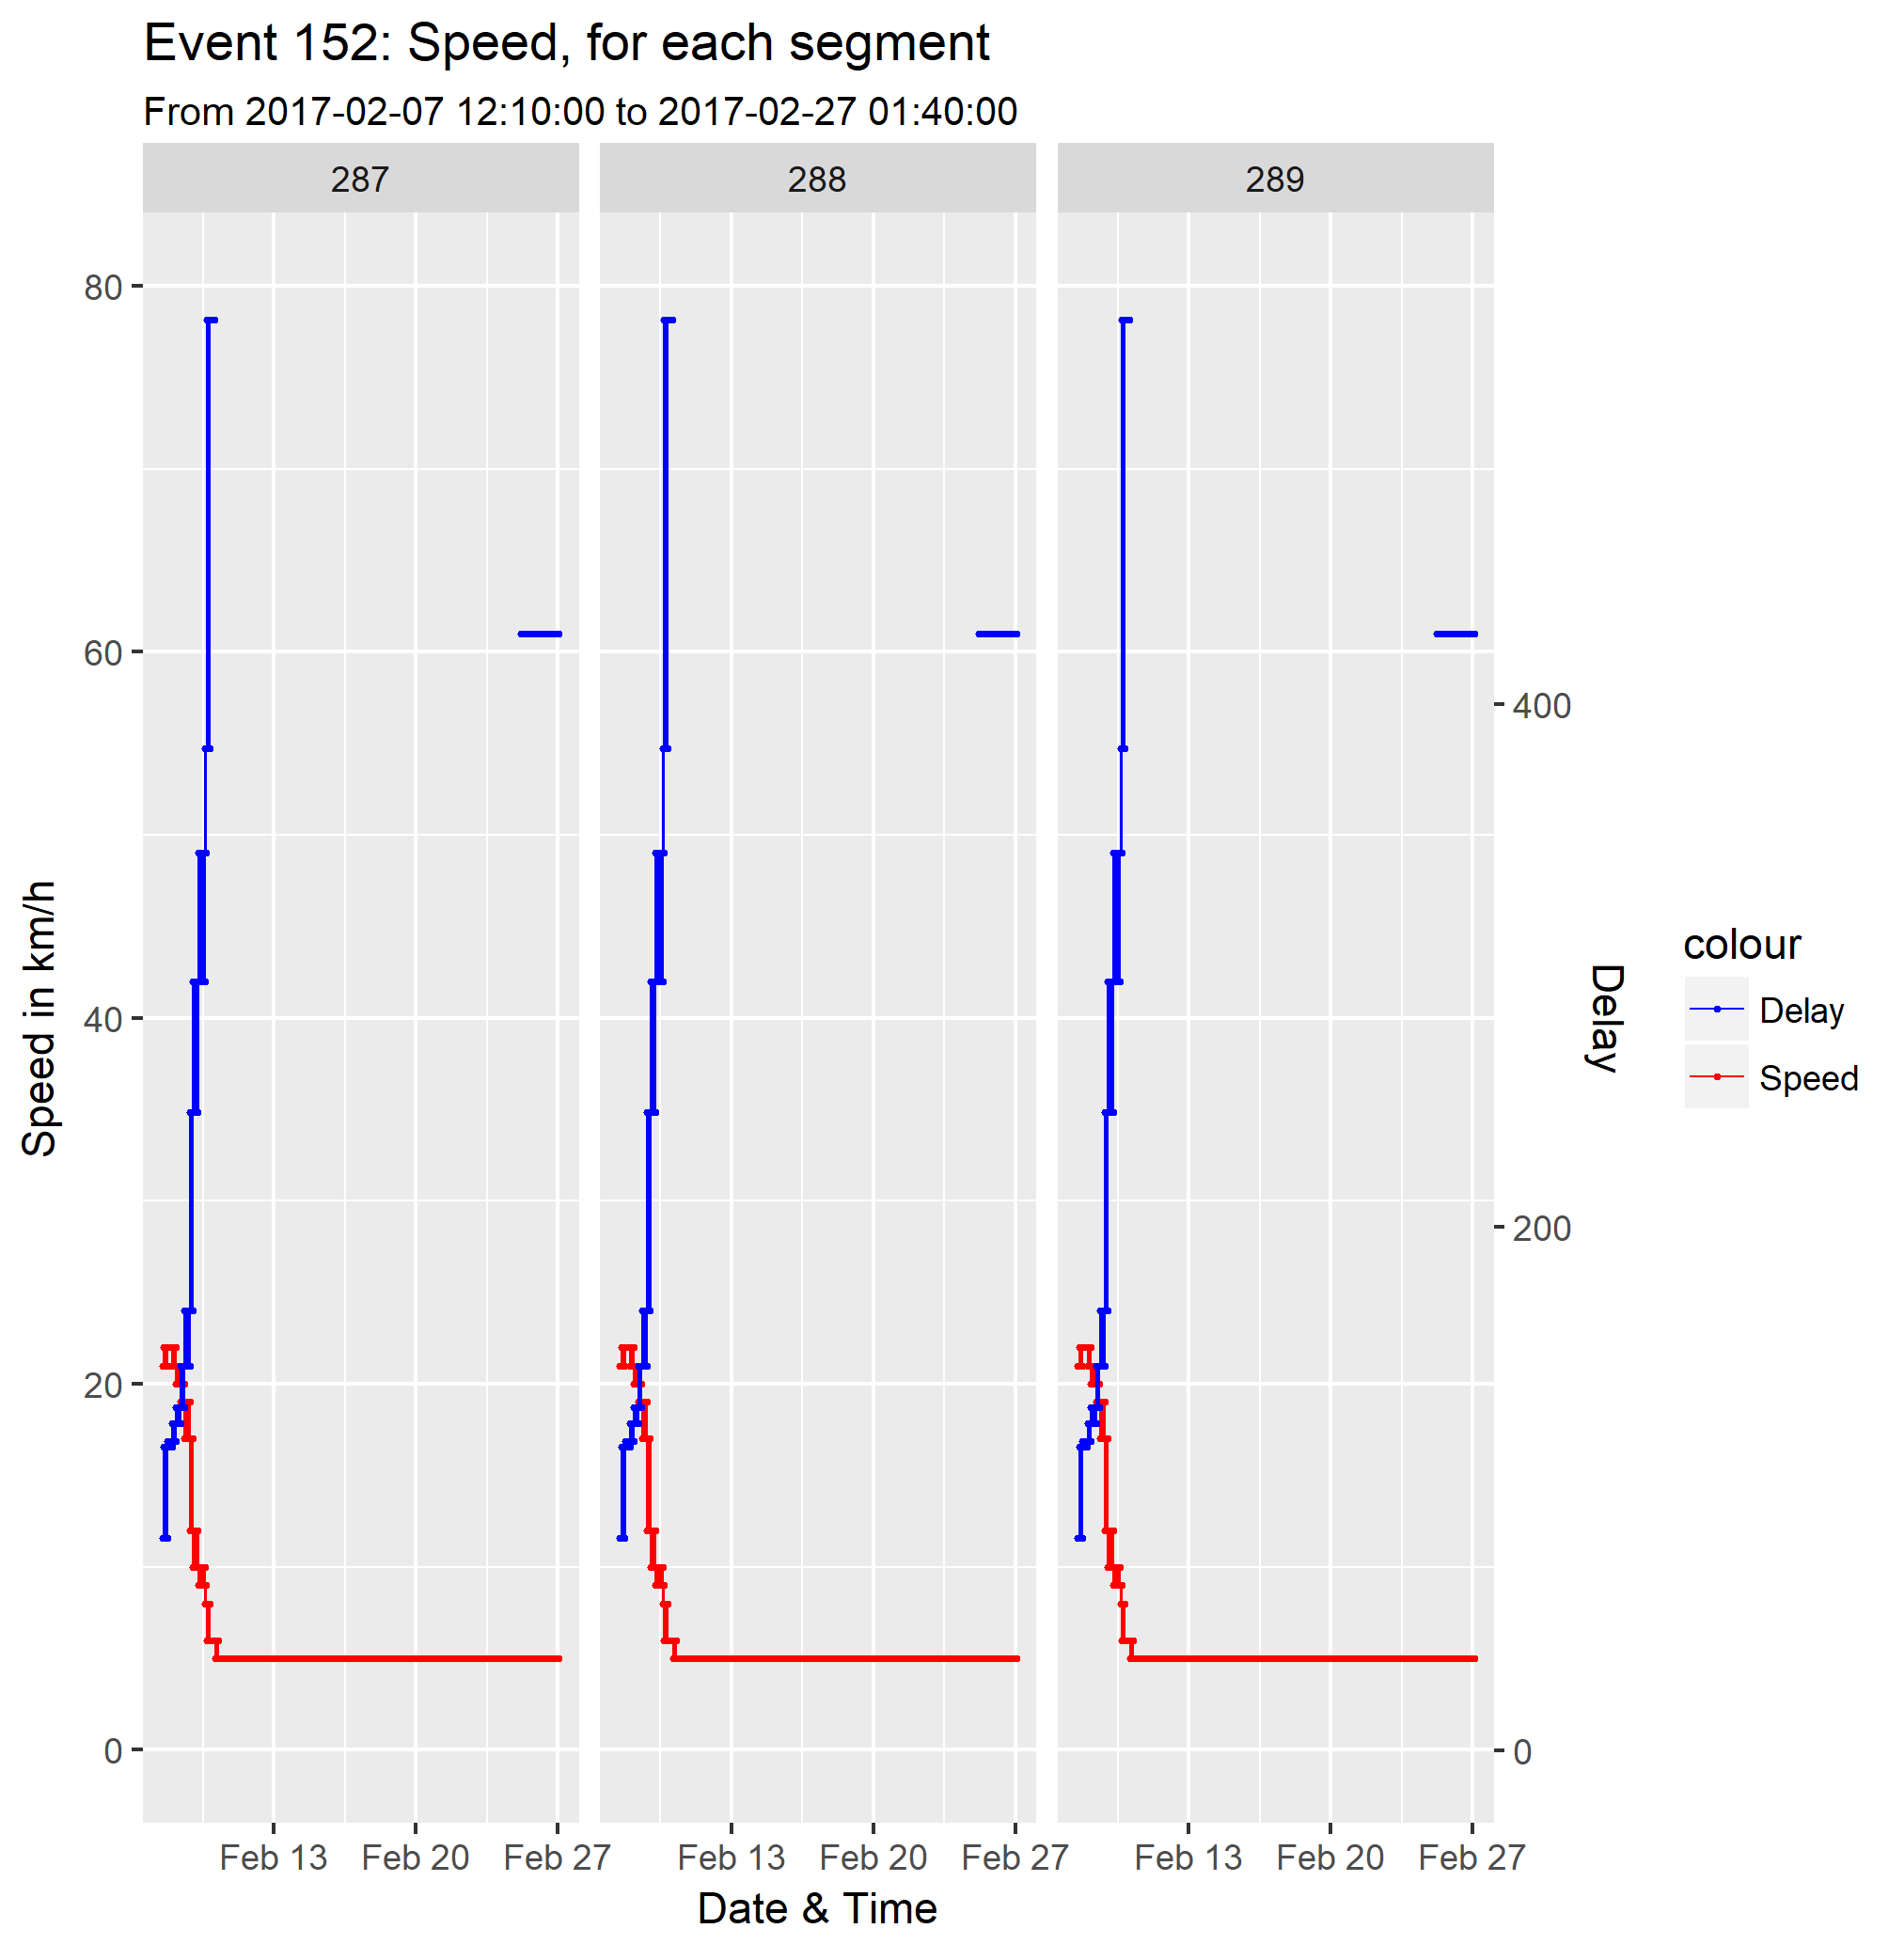 Event 152: Speed, for each segment
From 2017-02-07 12:10:00 to 2017-02-27 01:40:00
287 288 289
80
60
40
20
0
Speed in km/h
400
200
0
Delay
colour
Delay
Speed
Feb 13 Feb 20 Feb 27 Feb 13 Feb 20 Feb 27 Feb 13 Feb 20 Feb 27
Date & Time